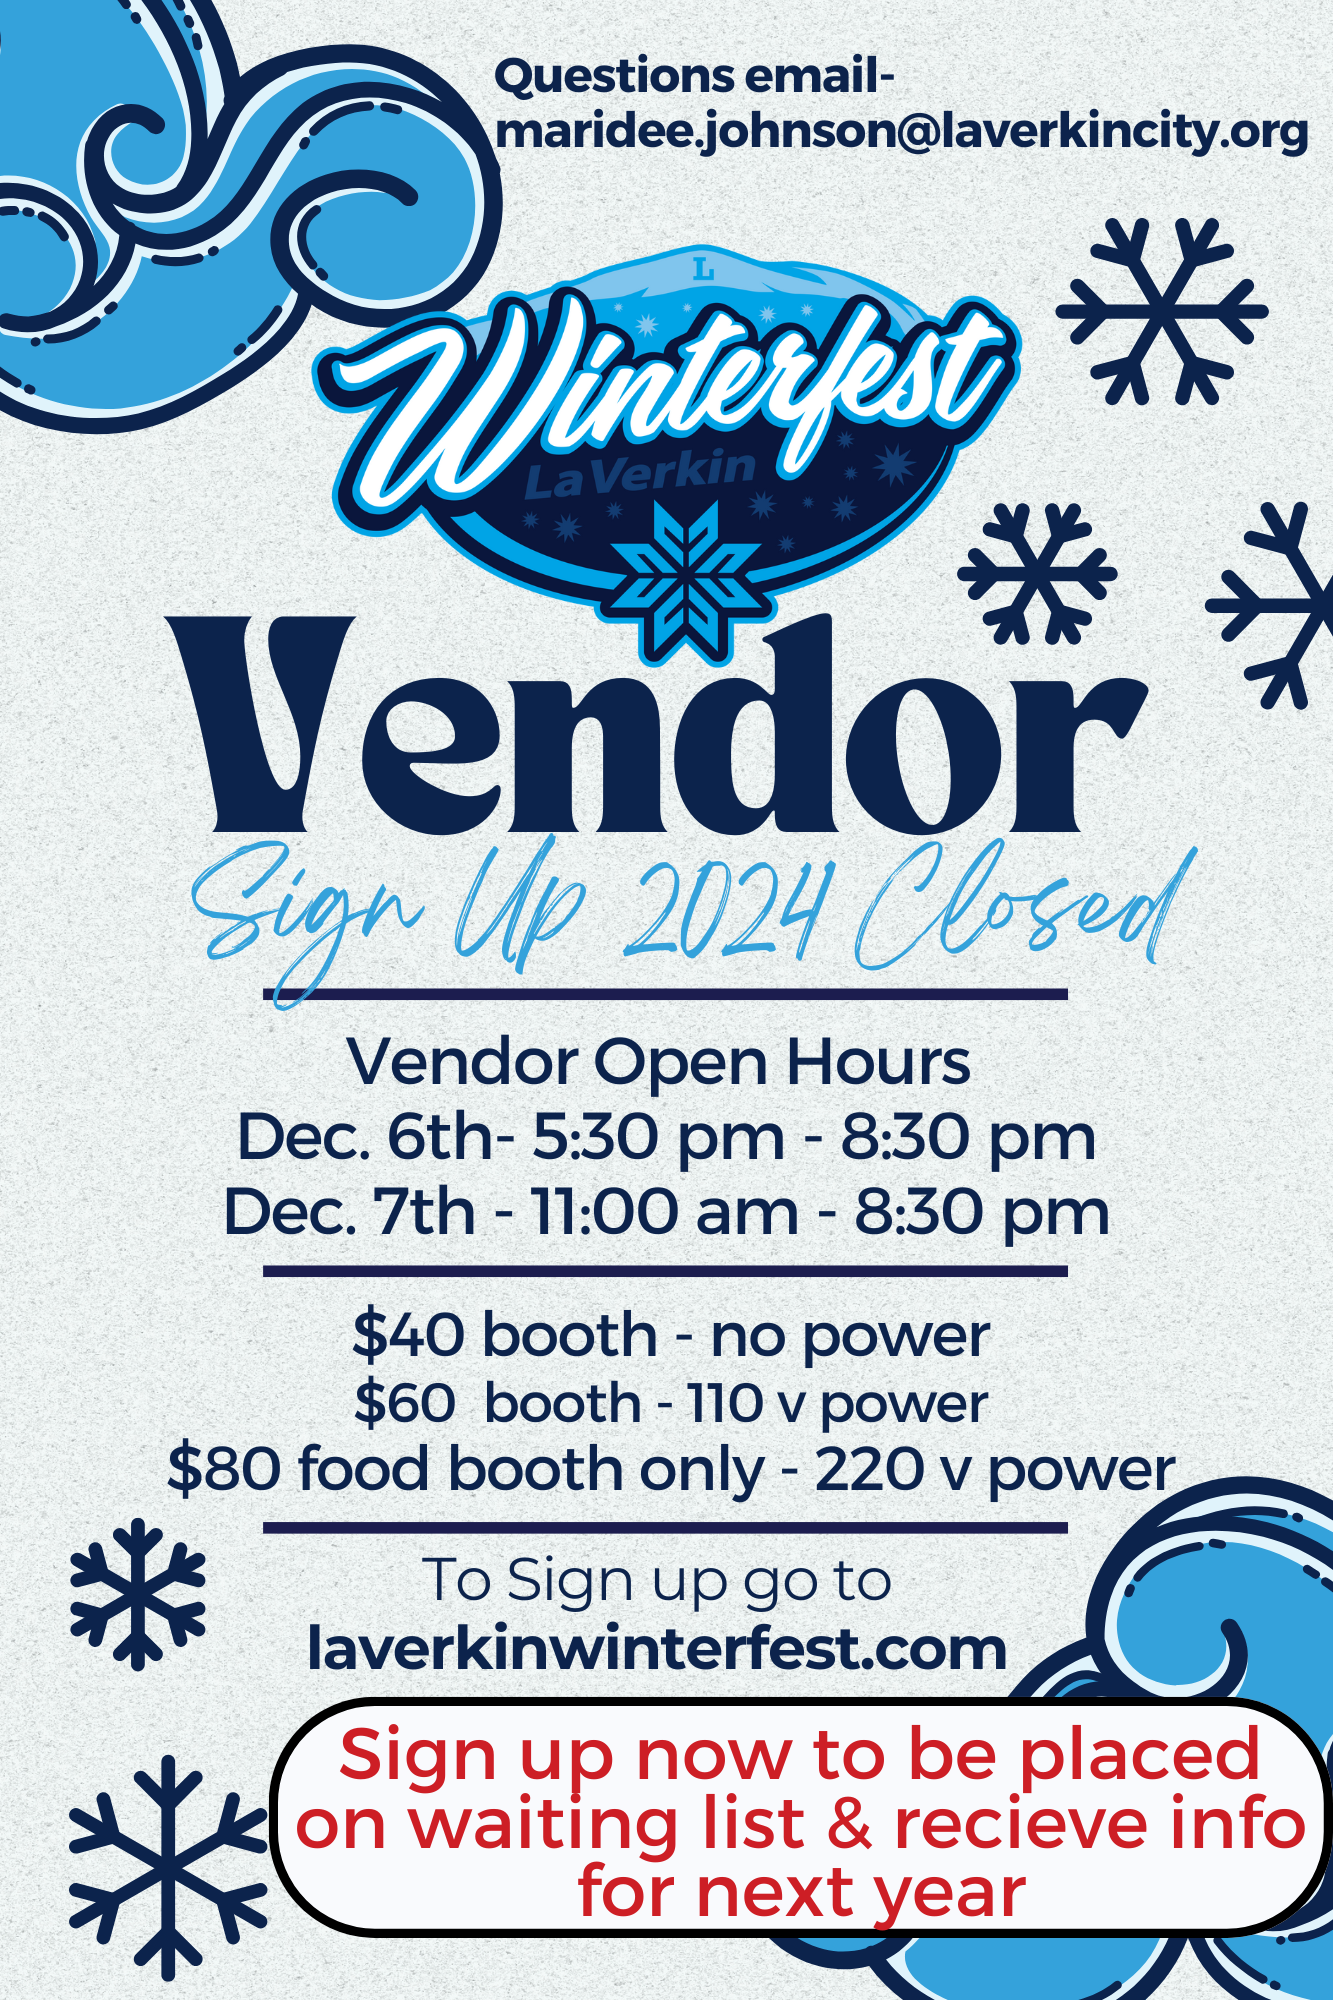 Questions email-
maridee.johnson@laverkincity.org
L
Winterfest
LaVerkin
Vendor
Sign Up 2024 Closed
Vendor Open Hours
Dec. 6th- 5:30 pm - 8:30 pm
Dec. 7th - 11:00 am - 8:30 pm
$40 booth - no power
$60 booth - 110 v power
$80 food booth only - 220 v power
To Sign up go to
laverkinwinterfest.com
Sign up now to be placed
on waiting list & recieve info
for next year